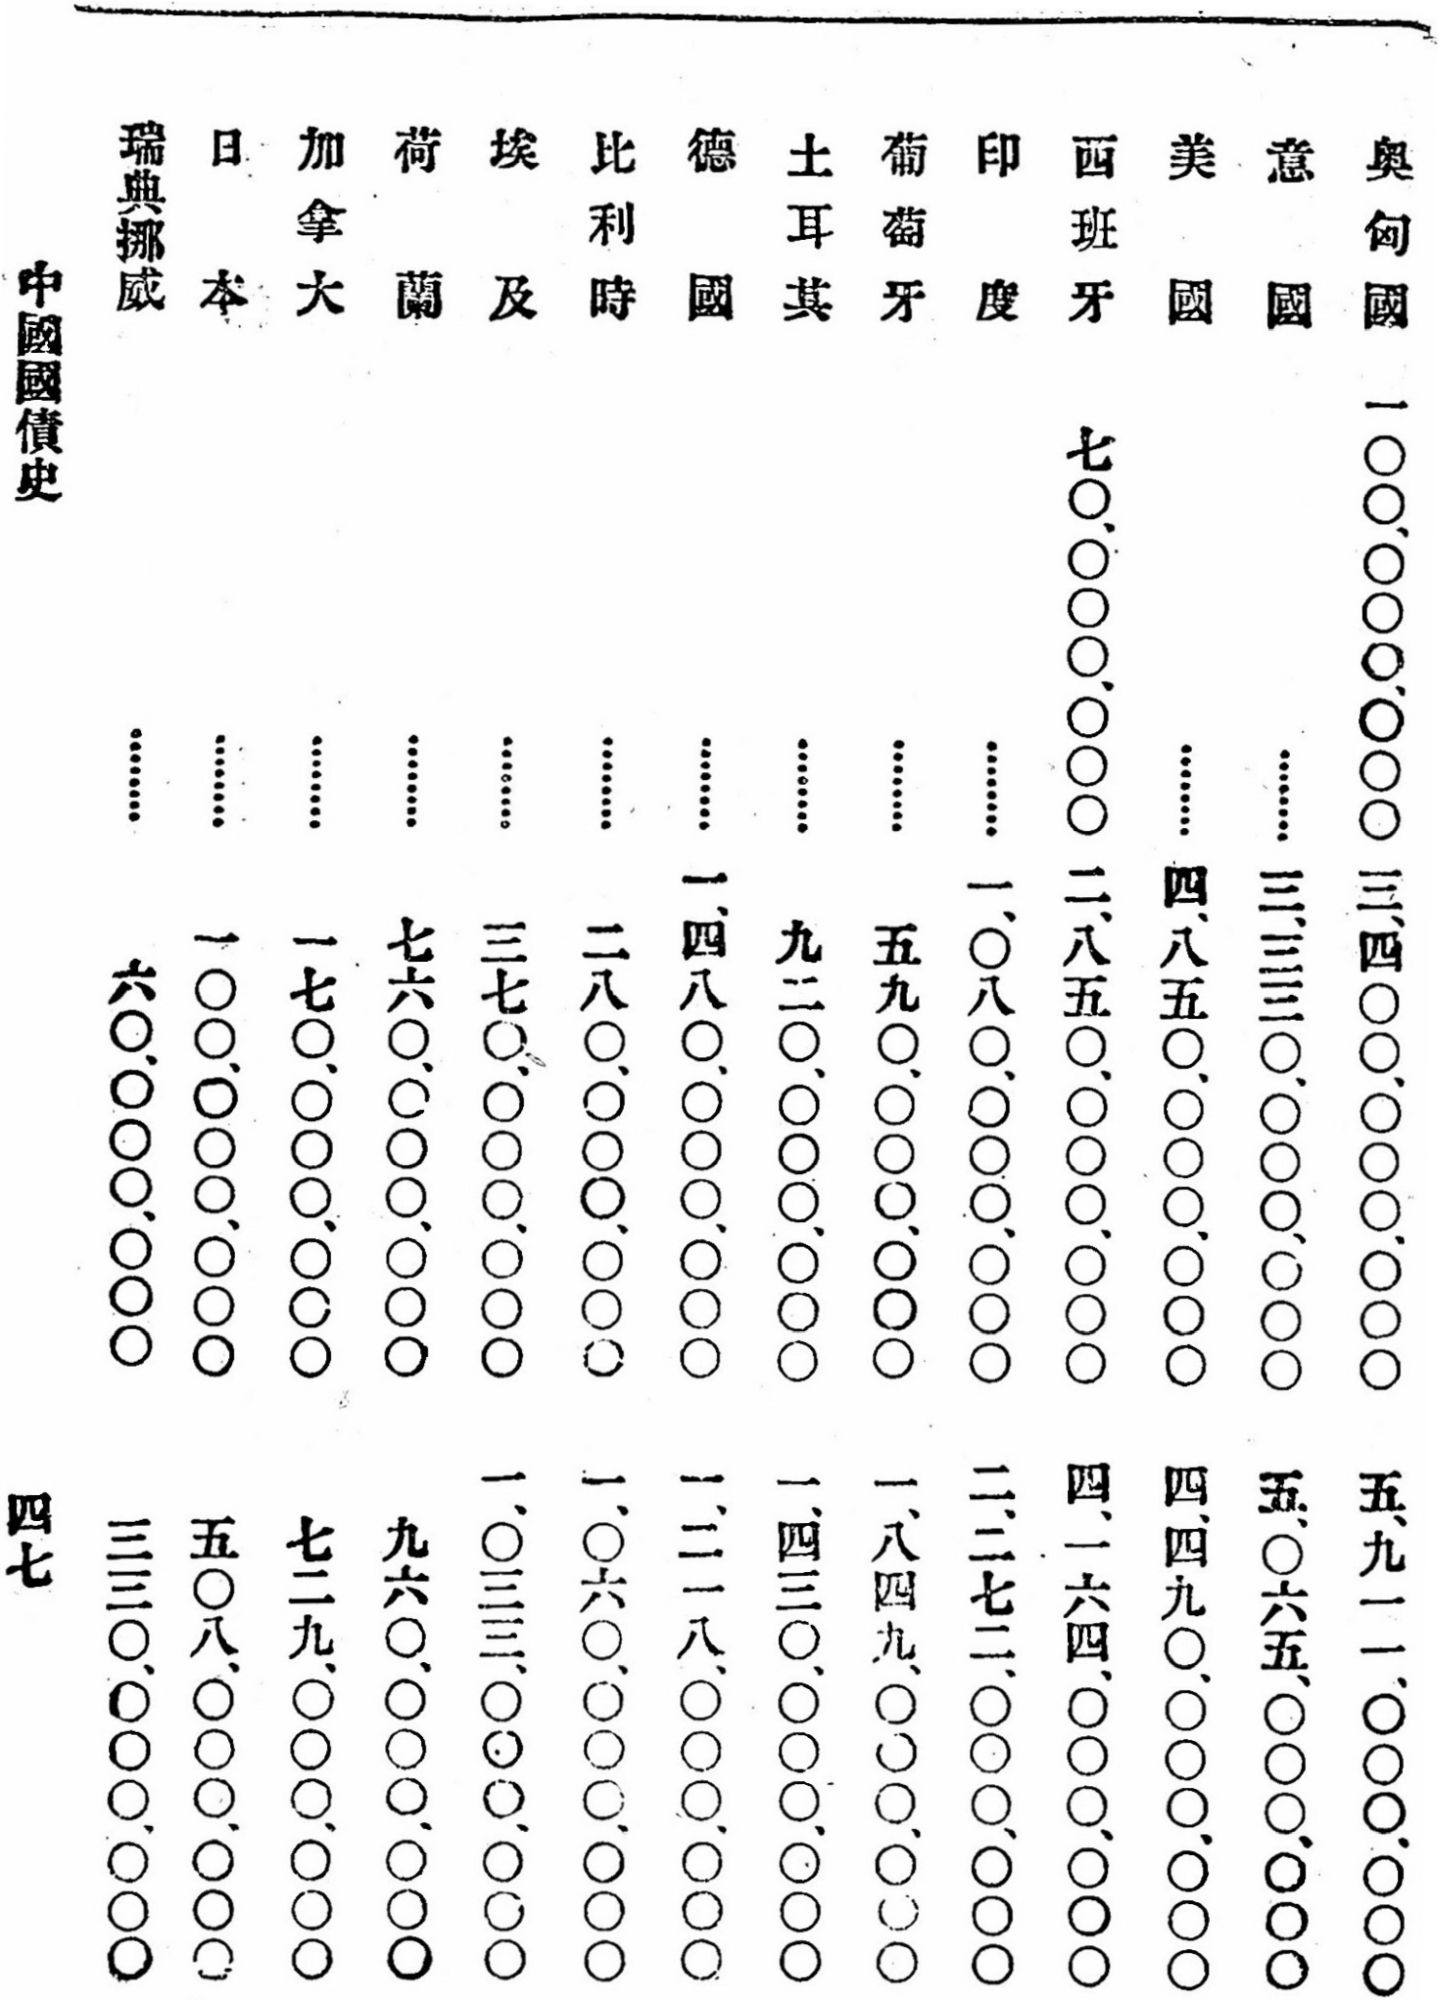 奧匈國 一〇〇、〇〇〇、〇〇〇 三、四〇〇、〇〇〇、〇〇〇 五、九一一、〇〇〇、〇〇〇
意國 ……… 三、三三〇、〇〇〇、〇〇〇 五、〇六五、〇〇〇、〇〇〇
美國 ……… 四、八五〇、〇〇〇、〇〇〇 四、四九〇、〇〇〇、〇〇〇
西班牙 七〇、〇〇〇、〇〇〇 二、八五〇、〇〇〇、〇〇〇 四、一六四、〇〇〇、〇〇〇
印度 ……… 一、〇八〇、〇〇〇、〇〇〇 二、二七二、〇〇〇、〇〇〇
葡萄牙 ……… 五九〇、〇〇〇、〇〇〇 一、八四九、〇〇〇、〇〇〇
土耳其 ……… 九二〇、〇〇〇、〇〇〇 一、四三〇、〇〇〇、〇〇〇
德國 ……… 一、四八〇、〇〇〇、〇〇〇 一、二一八、〇〇〇、〇〇〇
比利時 ……… 二八〇、〇〇〇、〇〇〇 一、〇六〇、〇〇〇、〇〇〇
埃及 ……… 三七〇、〇〇〇、〇〇〇 一、〇三三、〇〇〇、〇〇〇
荷蘭 ……… 七六〇、〇〇〇、〇〇〇 九六〇、〇〇〇、〇〇〇
加拿大 ……… 一七〇、〇〇〇、〇〇〇 七二九、〇〇〇、〇〇〇
日本 ……… 一〇〇、〇〇〇、〇〇〇 五〇八、〇〇〇、〇〇〇
瑞典挪威 ……… 六〇、〇〇〇、〇〇〇 三三〇、〇〇〇、〇〇〇
中國國債史
四七